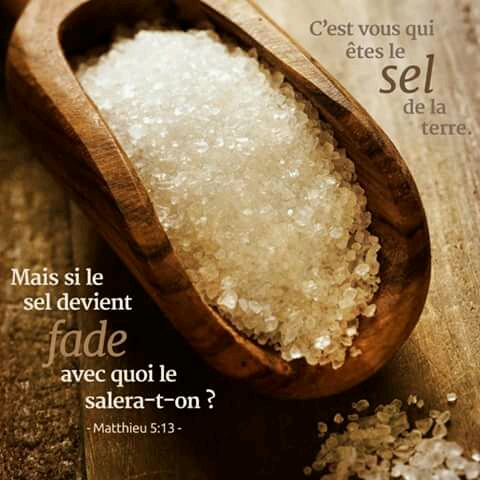 C'est vous qui
êtes le
sel
de la
terre.
Mais si le
sel devient
fade
avec quoi le
salera-t-on ?
- Matthieu 5:13 -